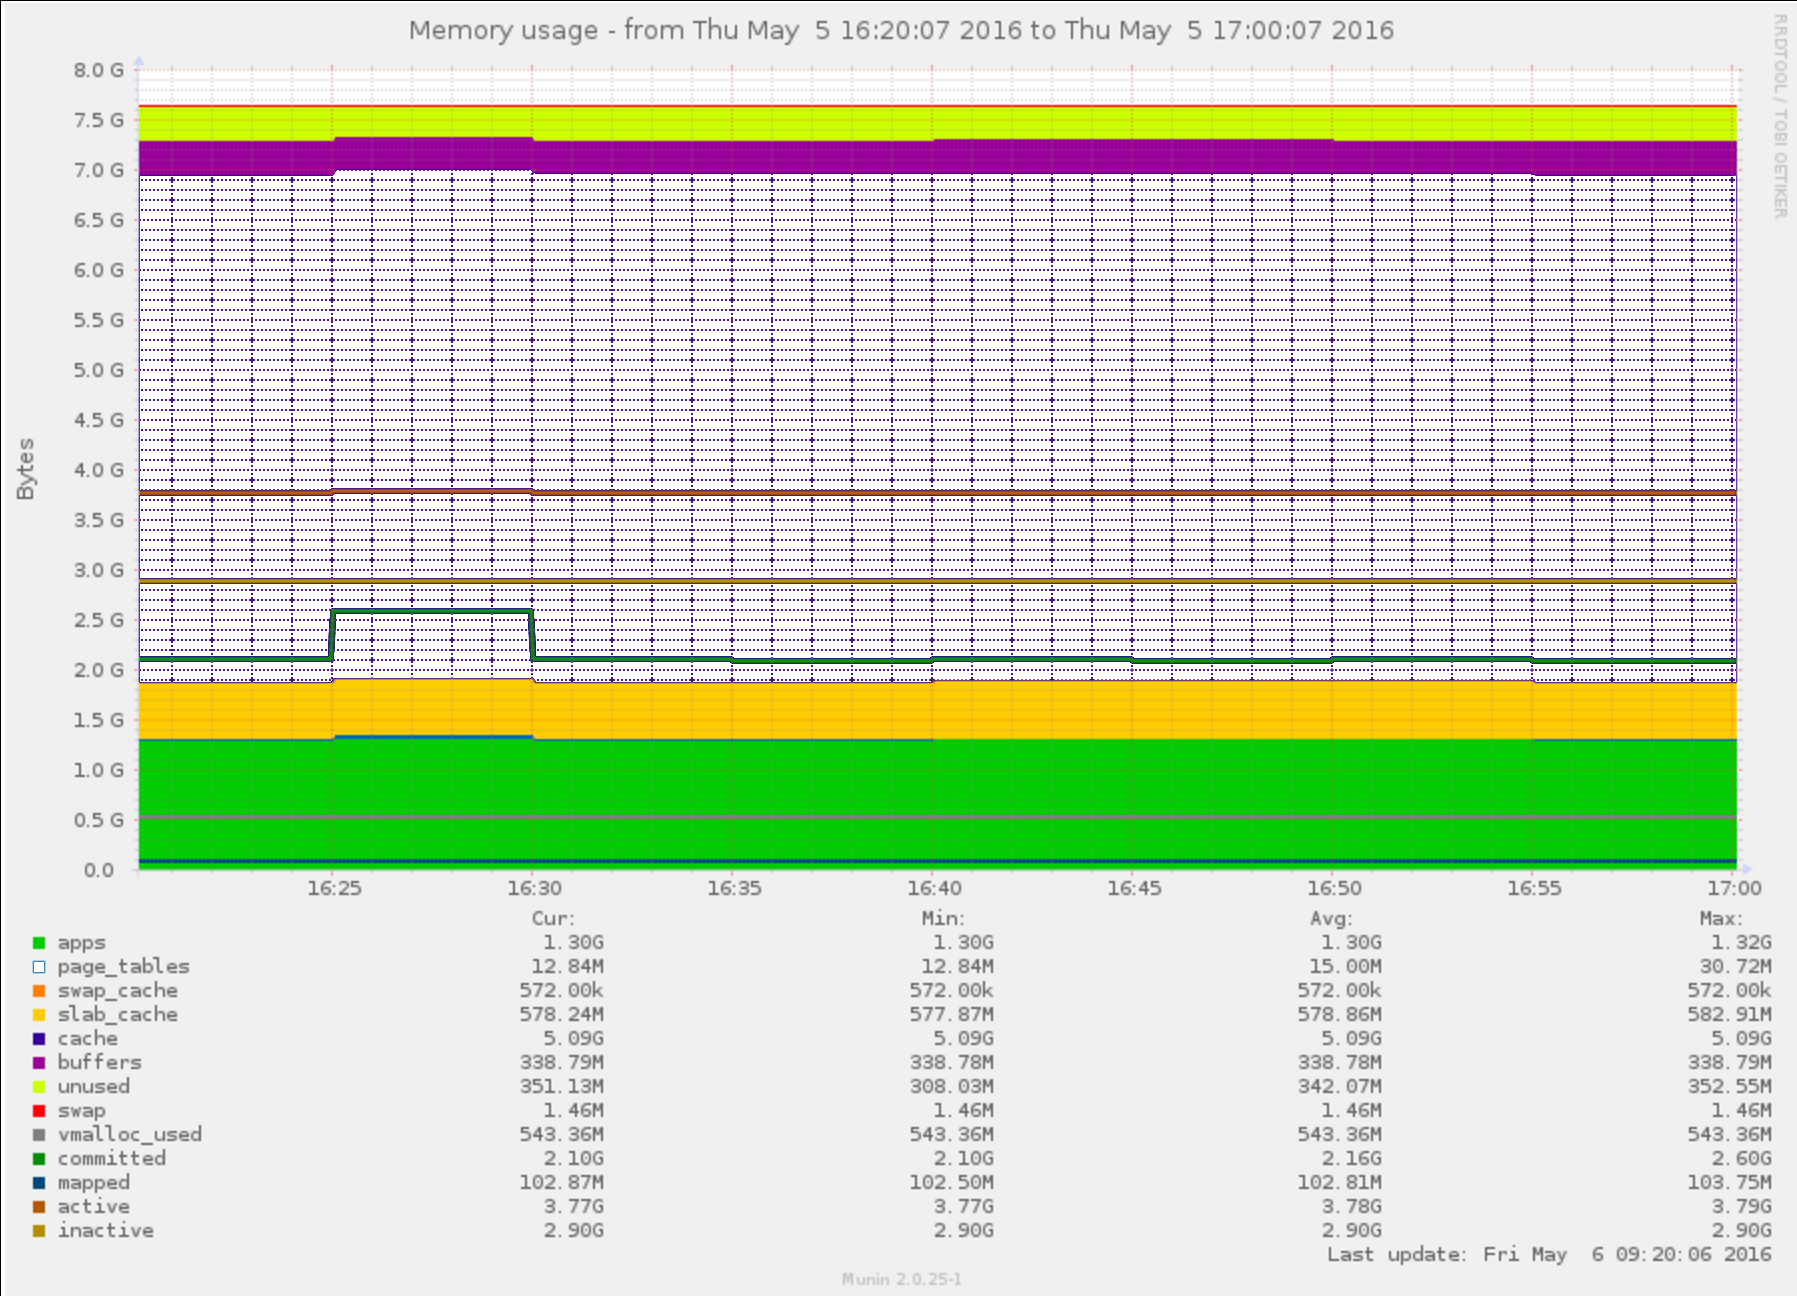 Memory usage - from Thu May  5 16:20:07 2016 to Thu May  5 17:00:07 2016
RRDTOOL / TOBI OETIKER
Bytes
8.0 G
7.5 G
7.0 G
6.5 G
6.0 G
5.5 G
5.0 G
4.5 G
4.0 G
3.5 G
3.0 G
2.5 G
2.0 G
1.5 G
1.0 G
0.5 G
0.0
16:25 16:30 16:35 16:40 16:45 16:50 16:55 17:00
Cur: Min: Avg: Max:
apps 1.30G 1.30G 1.30G 1.32G
page_tables 12.84M 12.84M 15.00M 30.72M
swap_cache 572.00k 572.00k 572.00k 572.00k
slab_cache 578.24M 577.87M 578.86M 582.91M
cache 5.09G 5.09G 5.09G 5.09G
buffers 338.79M 338.78M 338.78M 338.79M
unused 351.13M 308.03M 342.07M 352.55M
swap 1.46M 1.46M 1.46M 1.46M
vmalloc_used 543.36M 543.36M 543.36M 543.36M
committed 2.10G 2.10G 2.16G 2.60G
mapped 102.87M 102.50M 102.81M 103.75M
active 3.77G 3.77G 3.78G 3.79G
inactive 2.90G 2.90G 2.90G 2.90G
Last update: Fri May  6 09:20:06 2016
Munin 2.0.25-1